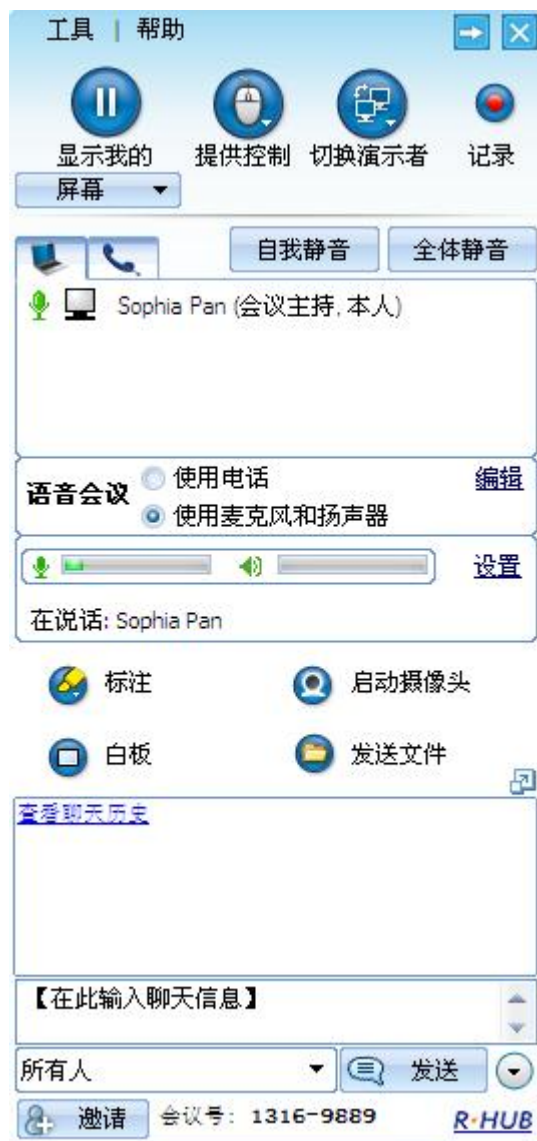 工具 | 帮助
显示我的 提供控制 切换演示者 记录
屏幕
自我静音 全体静音
Sophia Pan (会议主持, 本人)
语音会议 使用电话 编辑
使用麦克风和扬声器
设置
在说话: Sophia Pan
标注 启动摄像头
白板 发送文件
查看聊天历史
【在此输入聊天信息】
所有人 发送
邀请 会议号: 1316-9889 R·HUB